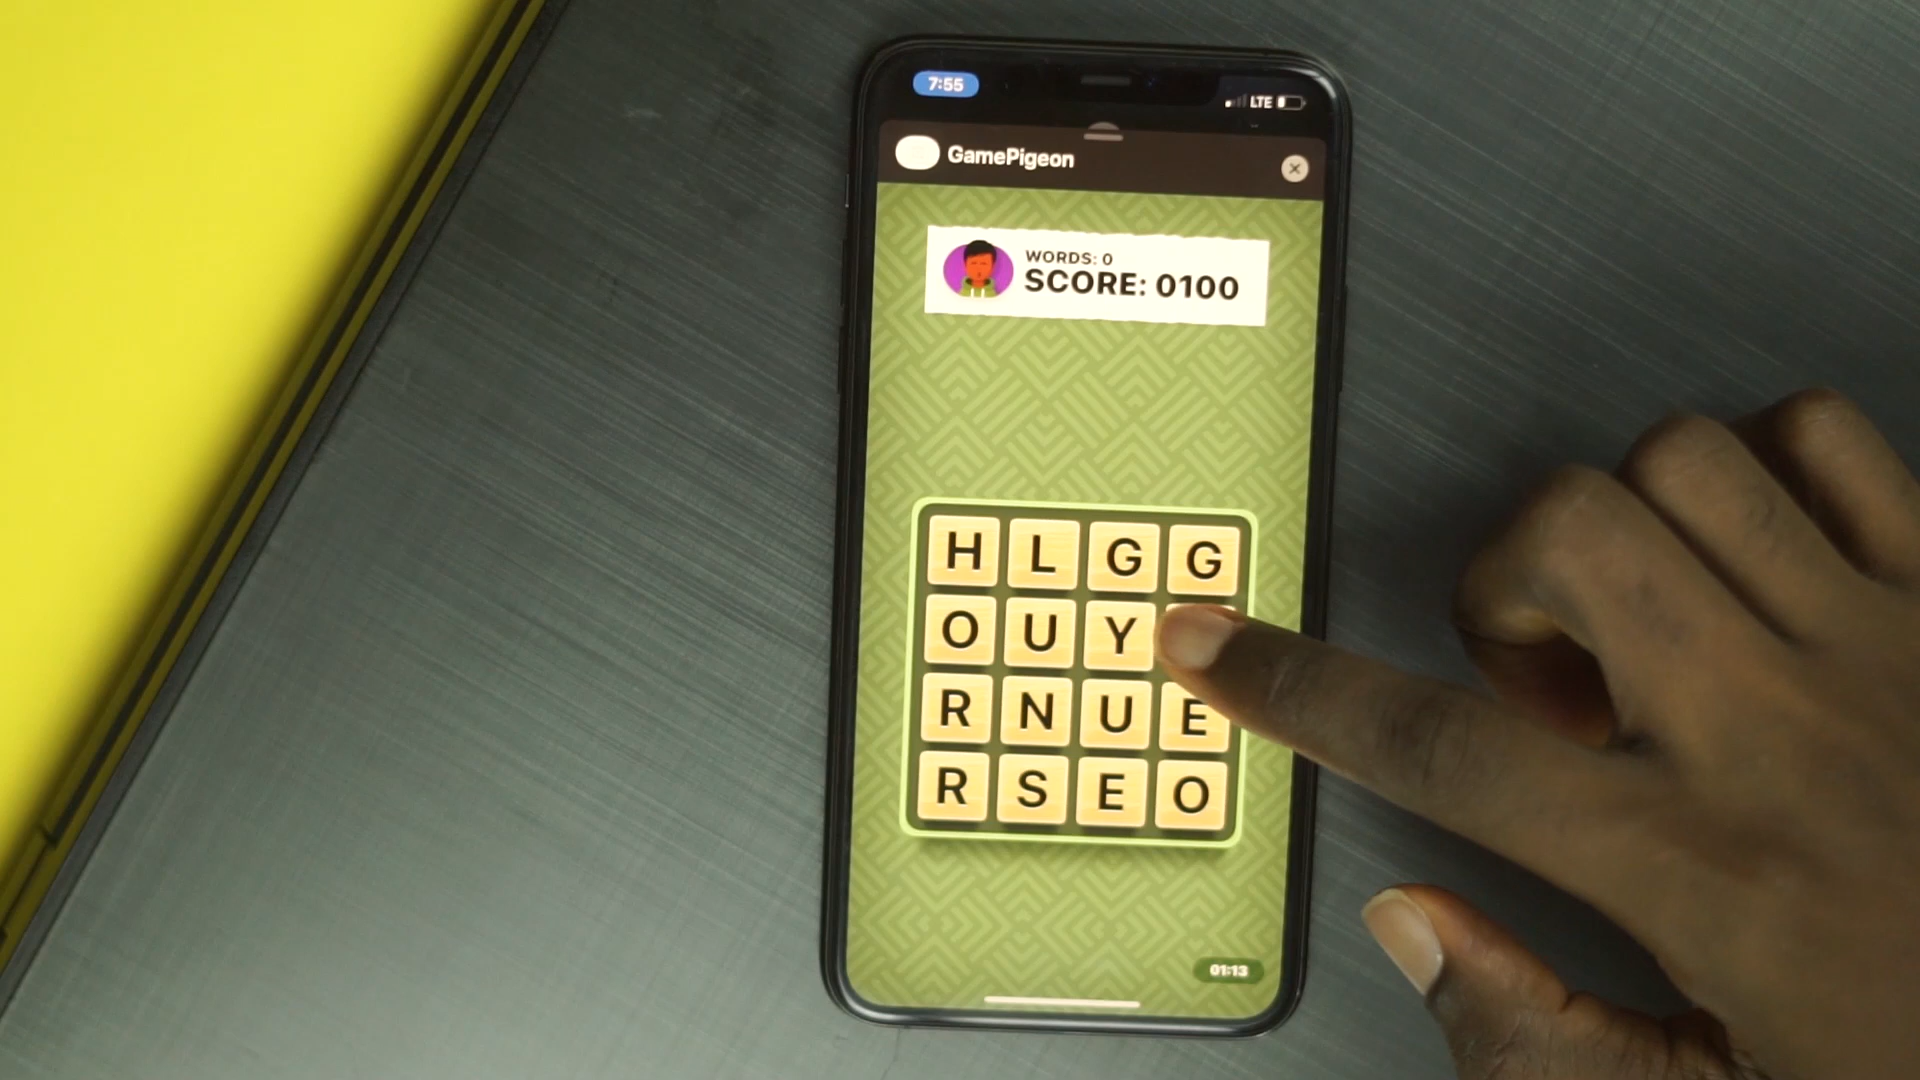 7:55
LTE
GamePigeon
WORDS: 0
SCORE: 0100
H L G G
O U Y
R N U E
R S E O
01:13